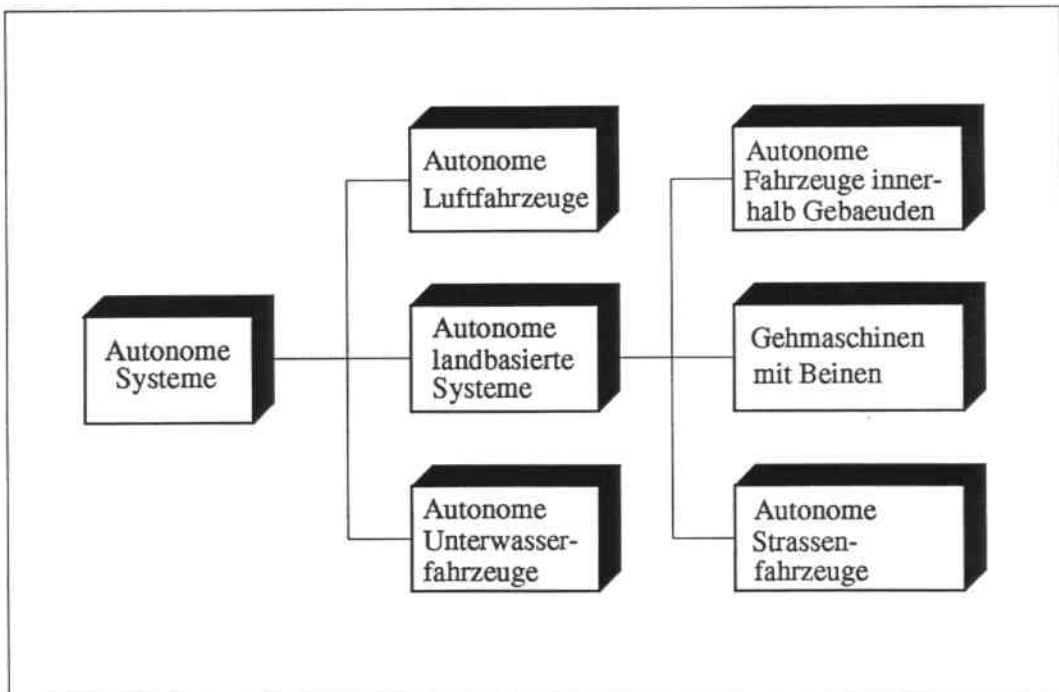 Autonome
Systeme
Autonome
Luftfahrzeuge
Autonome
landbasierte
Systeme
Autonome
Unterwasser-
fahrzeuge
Autonome
Fahrzeuge inner-
halb Gebaeuden
Gehmaschinen
mit Beinen
Autonome
Strassen-
fahrzeuge